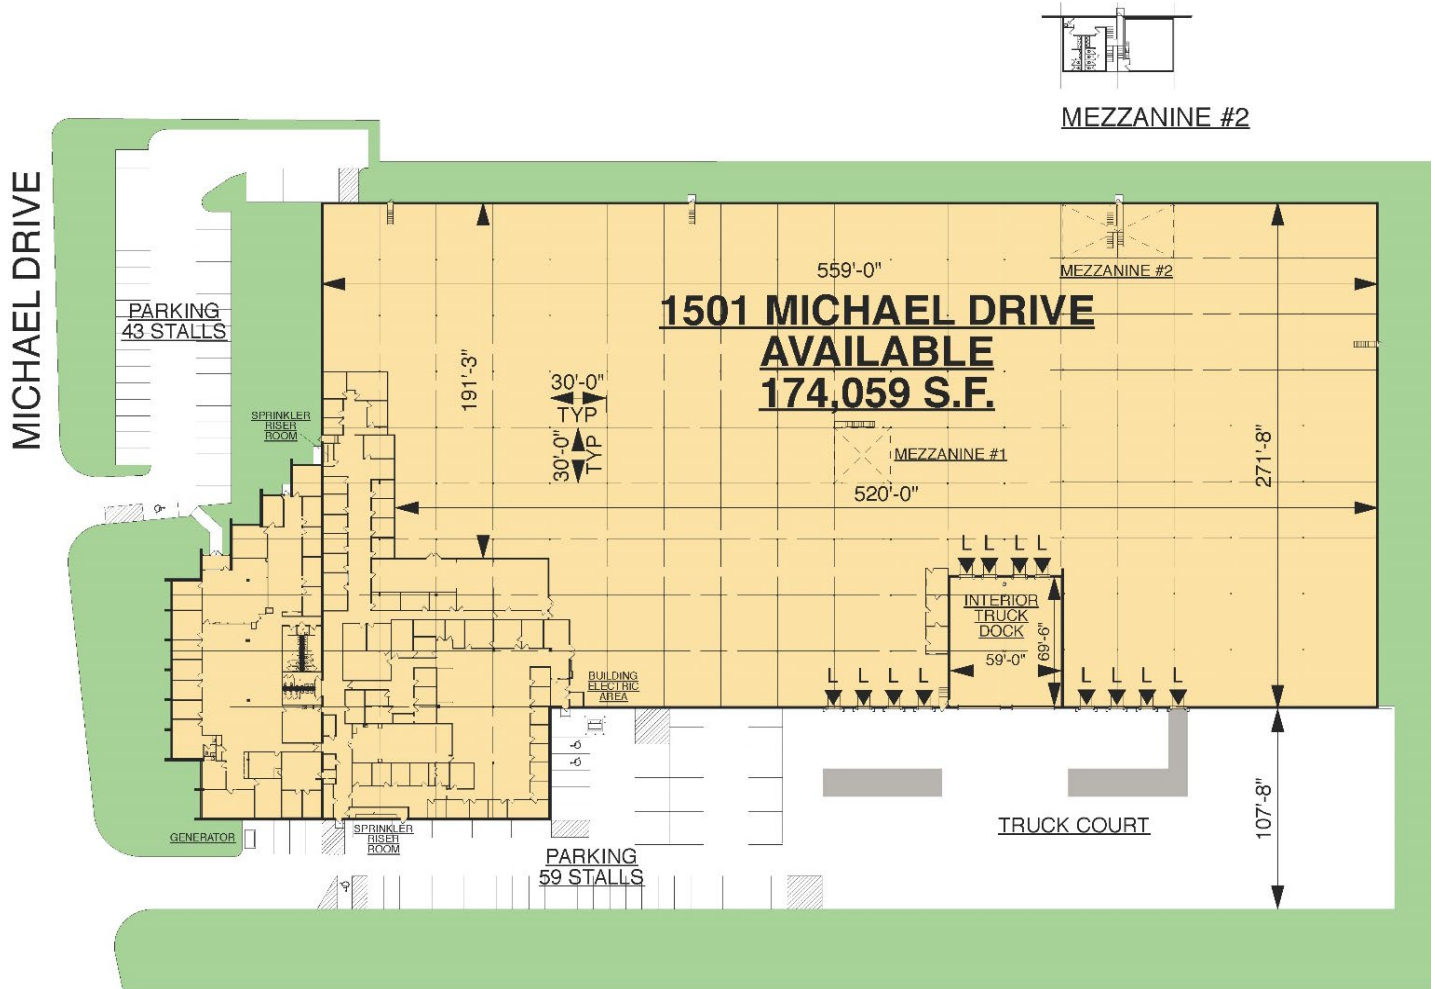 MEZZANINE #2
MICHAEL DRIVE
PARKING
43 STALLS
559'-0"
MEZZANINE #2
1501 MICHAEL DRIVE
AVAILABLE
174,059 S.F.
191'-3"
30'-0"
TYP
30'-0"
TYP
SPRINKLER
RISER
ROOM
MEZZANINE #1
271'-8"
520'-0"
L L L L
INTERIOR
TRUCK
DOCK
59'-0"
69'-6"
BUILDING
ELECTRIC
AREA
L L L L
L L L L
GENERATOR
SPRINKLER
RISER
ROOM
PARKING
59 STALLS
TRUCK COURT
107'-8"